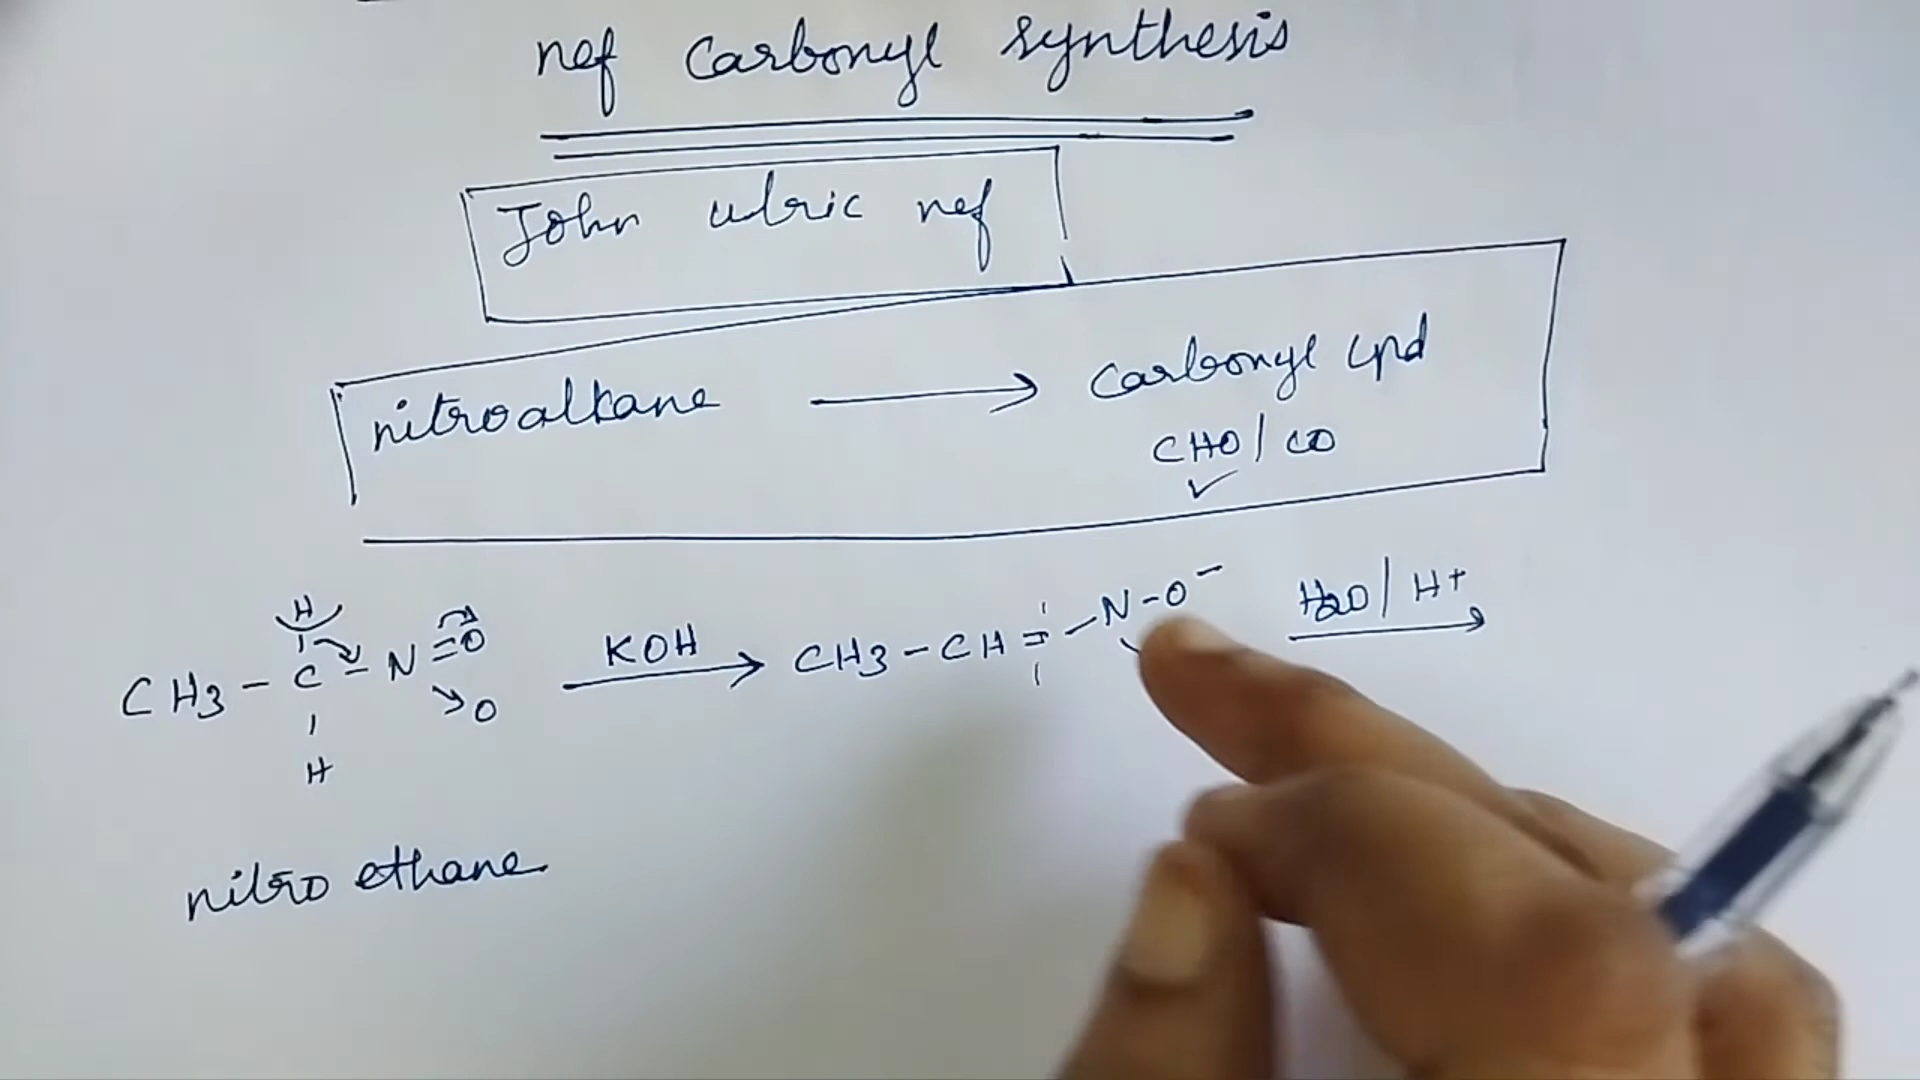 nef carbonyl synthesis
John ulric nef
nitroalkane → carbonyl cpd
CHO / CO
✓
H
CH3 - C - N = O
↘ O
H
KOH
CH3 - CH = - N - O⁻
H2O / H+
nitro ethane